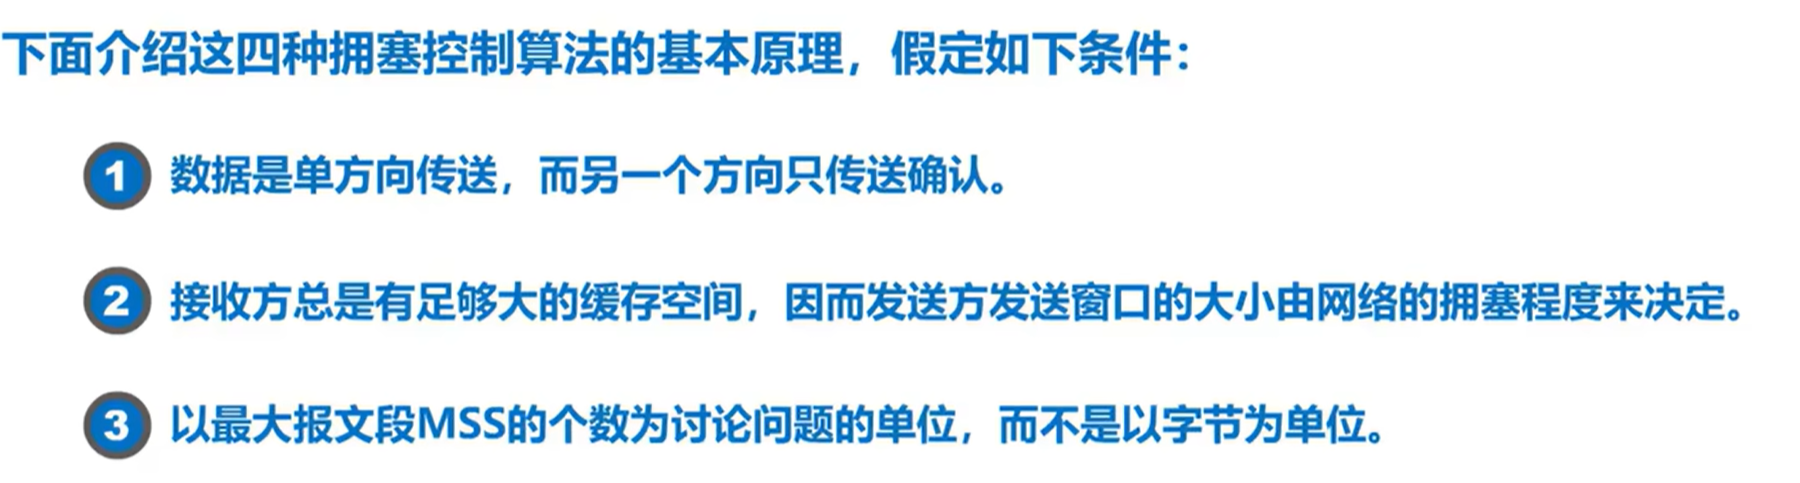 下面介绍这四种拥塞控制算法的基本原理，假定如下条件：
1 数据是单方向传送，而另一个方向只传送确认。
2 接收方总是有足够大的缓存空间，因而发送方发送窗口的大小由网络的拥塞程度来决定。
3 以最大报文段MSS的个数为讨论问题的单位，而不是以字节为单位。